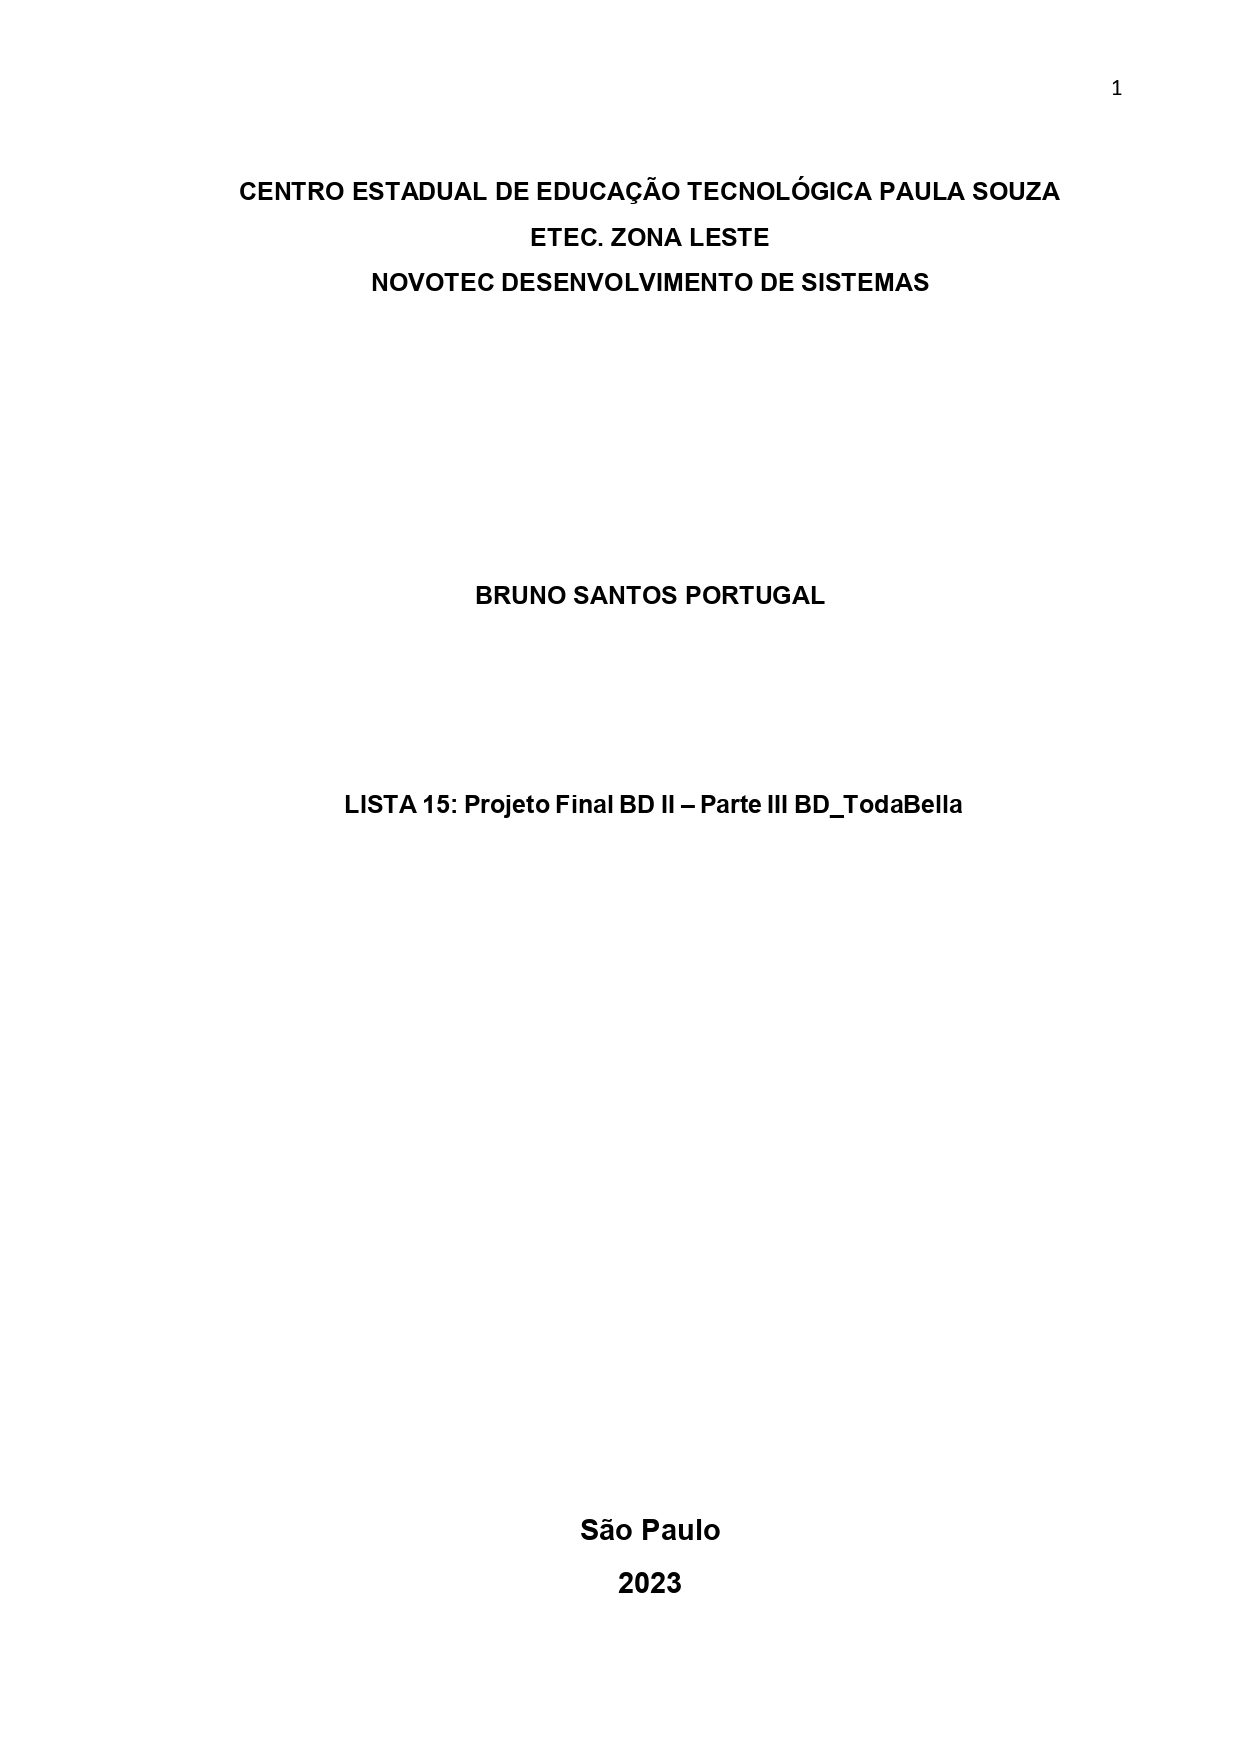 1
CENTRO ESTADUAL DE EDUCAÇÃO TECNOLÓGICA PAULA SOUZA
ETEC. ZONA LESTE
NOVOTEC DESENVOLVIMENTO DE SISTEMAS
BRUNO SANTOS PORTUGAL
LISTA 15: Projeto Final BD II – Parte III BD_TodaBella
São Paulo
2023